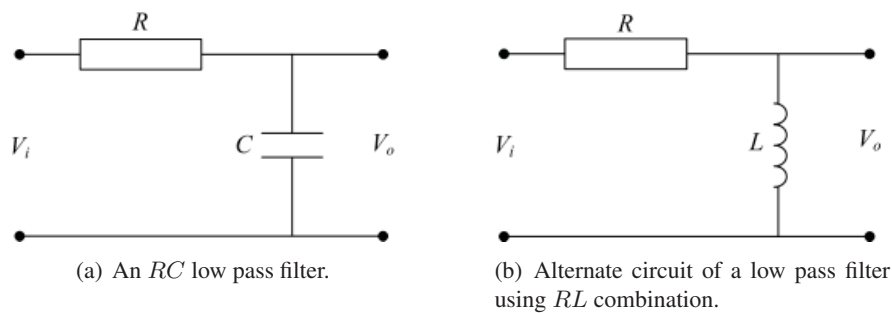 R
C
V_i
V_o
(a) An RC low pass filter.
R
L
V_i
V_o
(b) Alternate circuit of a low pass filter
using RL combination.